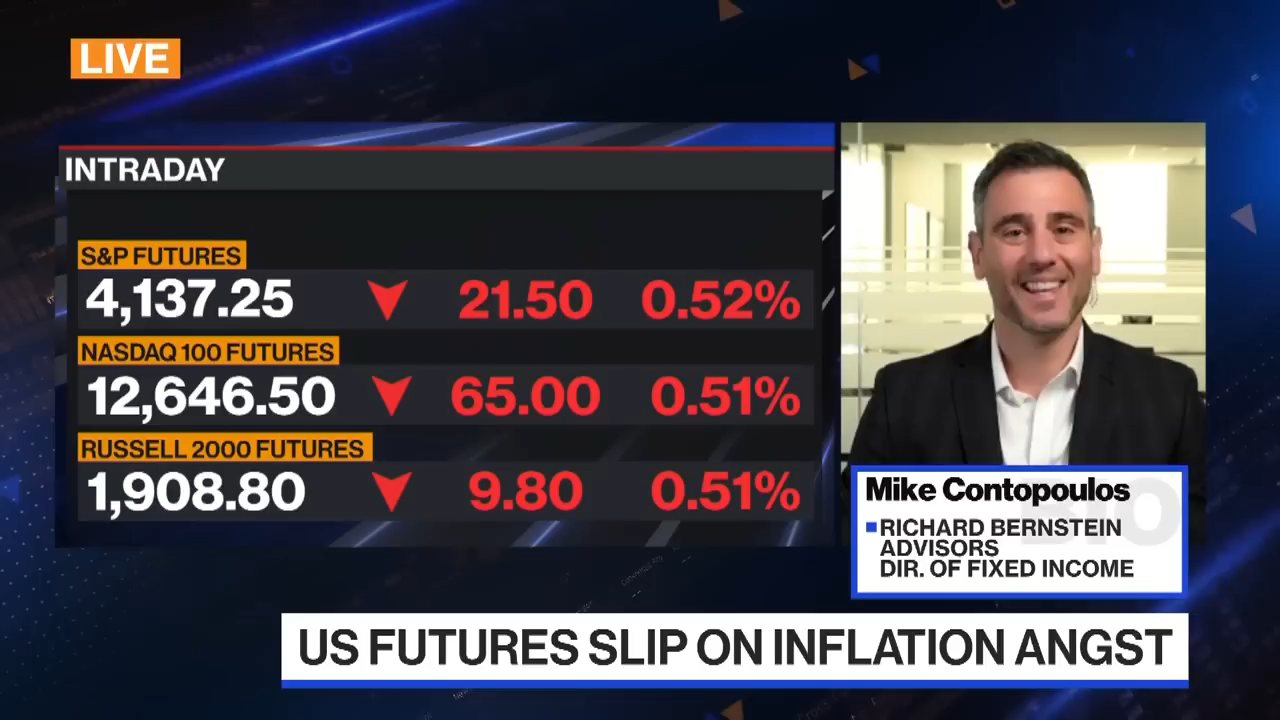 LIVE
INTRADAY
S&P FUTURES
4,137.25 21.50 0.52%
NASDAQ 100 FUTURES
12,646.50 65.00 0.51%
RUSSELL 2000 FUTURES
1,908.80 9.80 0.51%
Mike Contopoulos
RICHARD BERNSTEIN
ADVISORS
DIR. OF FIXED INCOME
BIO
US FUTURES SLIP ON INFLATION ANGST